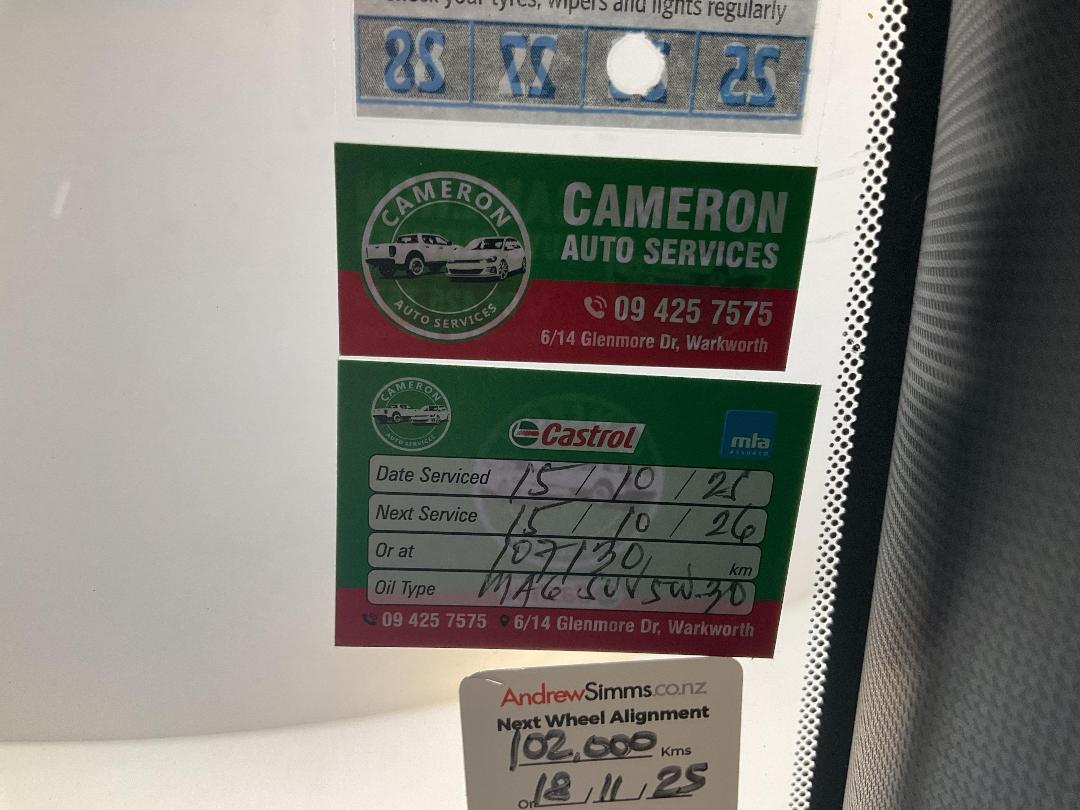 check your tyres, wipers and lights regularly
28 27 25
CAMERON
AUTO SERVICES
CAMERON
AUTO SERVICES
09 425 7575
6/14 Glenmore Dr, Warkworth
CAMERON
AUTO SERVICES
Castrol
mta
ASSURED
Date Serviced 15 / 10 / 25
Next Service 15 / 10 / 26
Or at 107130 km
Oil Type MAG SUV 5W-30
09 425 7575 6/14 Glenmore Dr, Warkworth
AndrewSimms.co.nz
Next Wheel Alignment
102,000 Kms
Or 18 / 11 / 25